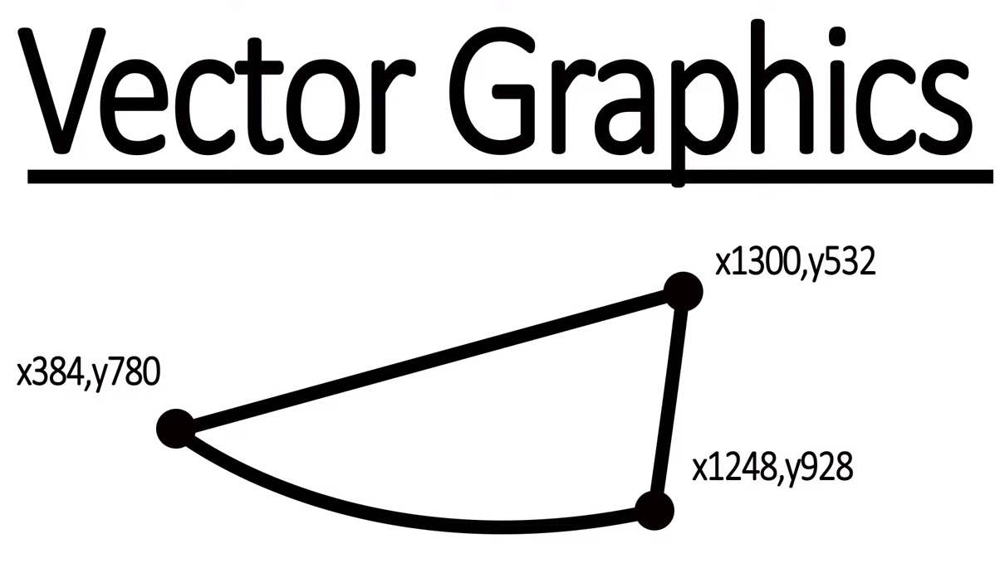 Vector Graphics
x1300,y532
x384,y780
x1248,y928